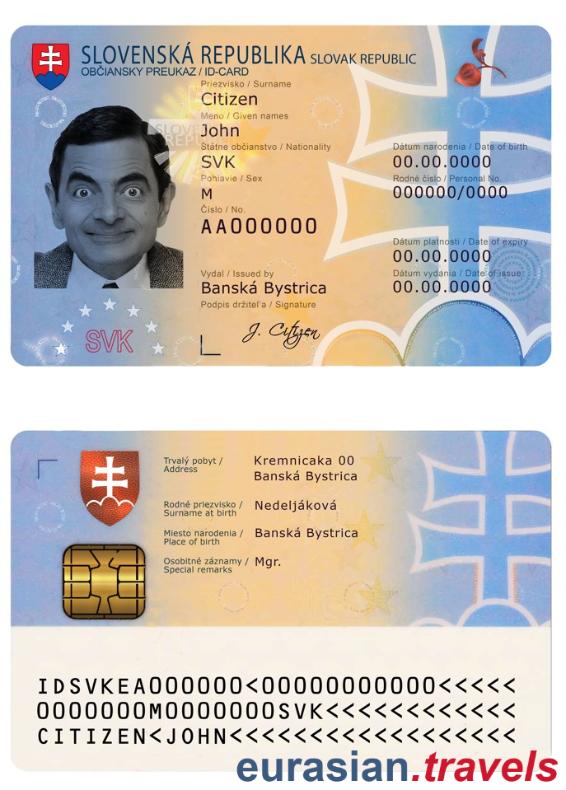 SLOVENSKÁ REPUBLIKA SLOVAK REPUBLIC
OBČIANSKY PREUKAZ / ID-CARD
Priezvisko / Surname
Citizen
Meno / Given names
John
Štátne občianstvo / Nationality
SVK
Pohlavie / Sex
M
Číslo / No.
AA000000
Dátum narodenia / Date of birth
00.00.0000
Rodné číslo / Personal No.
000000/0000
Dátum platnosti / Date of expiry
00.00.0000
Dátum vydania / Date of issue
00.00.0000
Vydal / Issued by
Banská Bystrica
Podpis držiteľa / Signature
J. Citizen
SVK
Trvalý pobyt /
Address
Kremnicaka 00
Banská Bystrica
Rodné priezvisko /
Surname at birth
Nedeljáková
Miesto narodenia /
Place of birth
Banská Bystrica
Osobitné záznamy /
Special remarks
Mgr.
IDSVKEA000000<00000000000<<<<<
0000000M0000000SVK<<<<<<<<<<<<
CITIZEN<JOHN<<<<<<<<<<<<<<<<<<
eurasian.travels